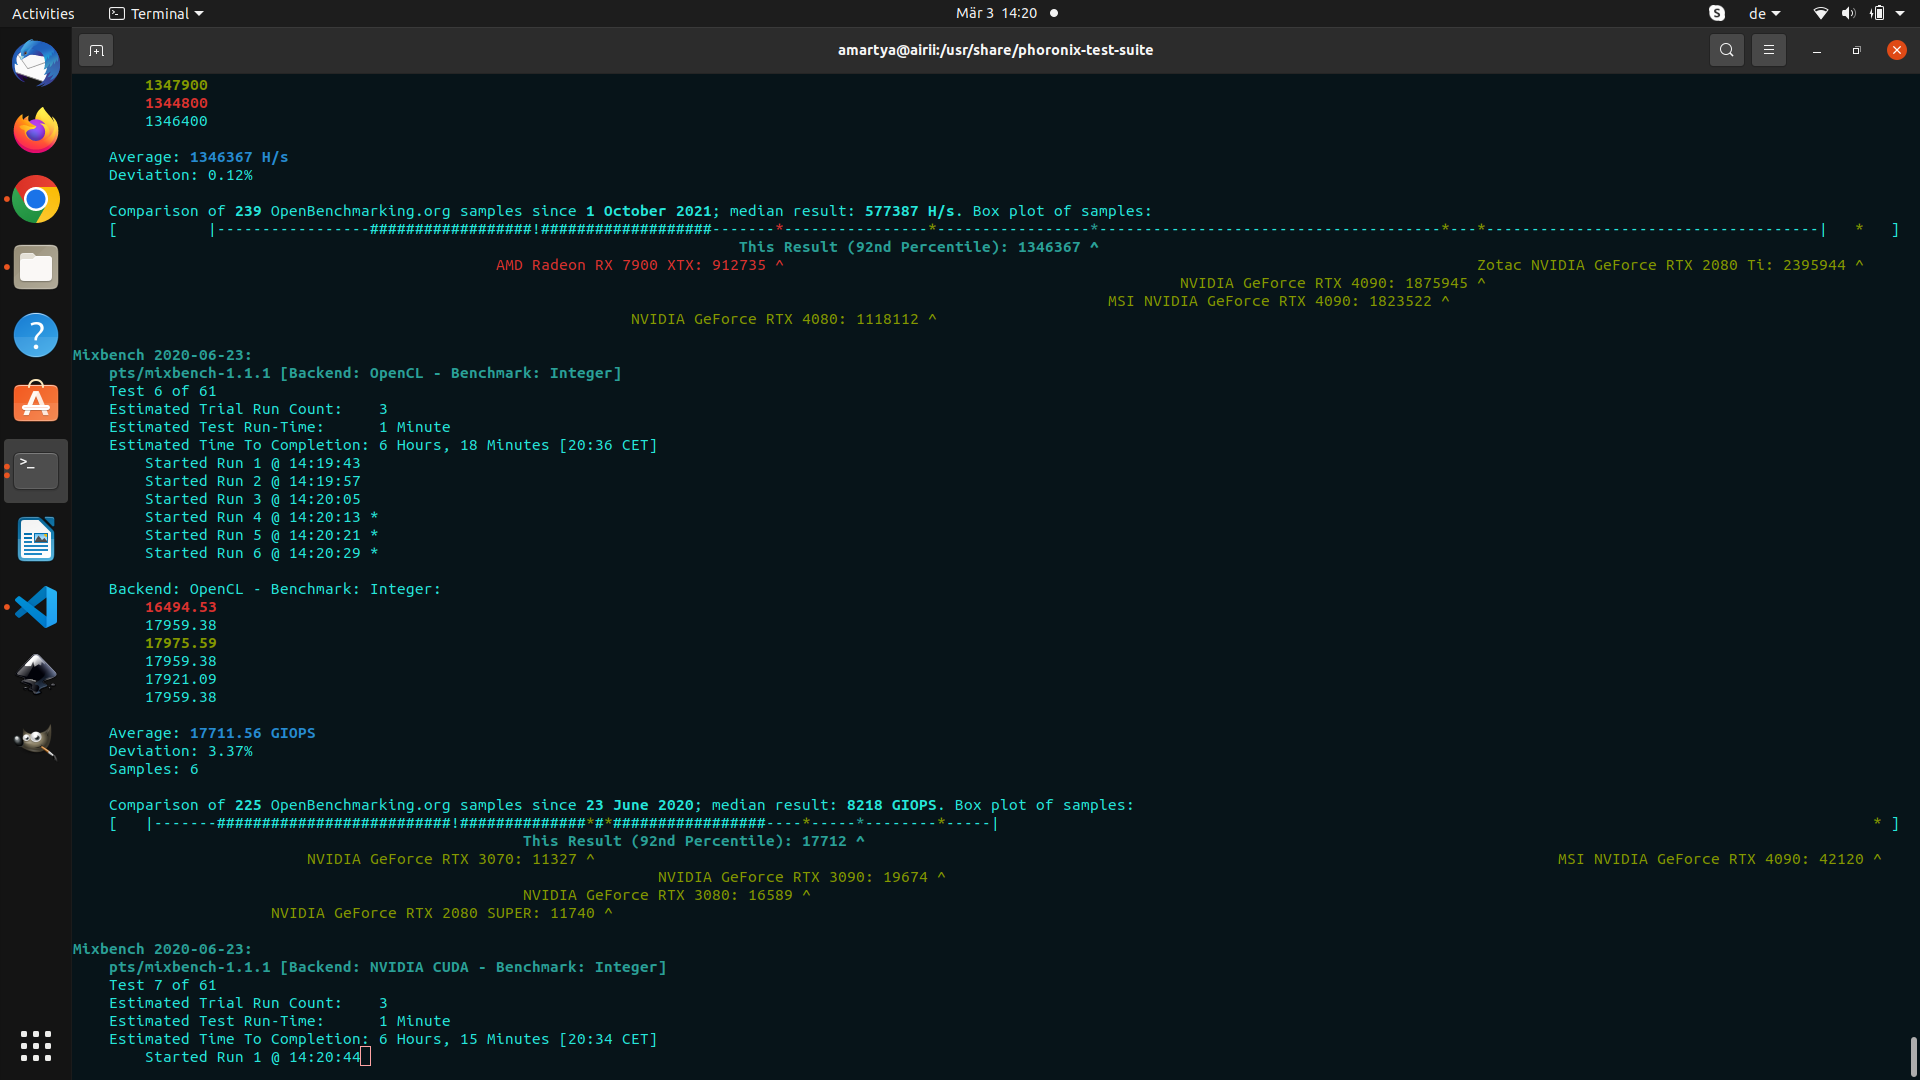 Activities Terminal Mär 3 14:20 de
amartya@airii:/usr/share/phoronix-test-suite
1347900
1344800
1346400
Average: 1346367 H/s
Deviation: 0.12%
Comparison of 239 OpenBenchmarking.org samples since 1 October 2021; median result: 577387 H/s. Box plot of samples:
[ |-----------------##################!###################-------*----------------*-----------------*--------------------------------------*---*-------------------------------------| * ]
This Result (92nd Percentile): 1346367 ^
AMD Radeon RX 7900 XTX: 912735 ^ Zotac NVIDIA GeForce RTX 2080 Ti: 2395944 ^
NVIDIA GeForce RTX 4090: 1875945 ^
MSI NVIDIA GeForce RTX 4090: 1823522 ^
NVIDIA GeForce RTX 4080: 1118112 ^
Mixbench 2020-06-23:
pts/mixbench-1.1.1 [Backend: OpenCL - Benchmark: Integer]
Test 6 of 61
Estimated Trial Run Count: 3
Estimated Test Run-Time: 1 Minute
Estimated Time To Completion: 6 Hours, 18 Minutes [20:36 CET]
Started Run 1 @ 14:19:43
Started Run 2 @ 14:19:57
Started Run 3 @ 14:20:05
Started Run 4 @ 14:20:13 *
Started Run 5 @ 14:20:21 *
Started Run 6 @ 14:20:29 *
Backend: OpenCL - Benchmark: Integer:
16494.53
17959.38
17975.59
17959.38
17921.09
17959.38
Average: 17711.56 GIOPS
Deviation: 3.37%
Samples: 6
Comparison of 225 OpenBenchmarking.org samples since 23 June 2020; median result: 8218 GIOPS. Box plot of samples:
[ |-------##########################!##############*#*#################----*-----*--------*-----| * ]
This Result (92nd Percentile): 17712 ^
NVIDIA GeForce RTX 3070: 11327 ^ MSI NVIDIA GeForce RTX 4090: 42120 ^
NVIDIA GeForce RTX 3090: 19674 ^
NVIDIA GeForce RTX 3080: 16589 ^
NVIDIA GeForce RTX 2080 SUPER: 11740 ^
Mixbench 2020-06-23:
pts/mixbench-1.1.1 [Backend: NVIDIA CUDA - Benchmark: Integer]
Test 7 of 61
Estimated Trial Run Count: 3
Estimated Test Run-Time: 1 Minute
Estimated Time To Completion: 6 Hours, 15 Minutes [20:34 CET]
Started Run 1 @ 14:20:44